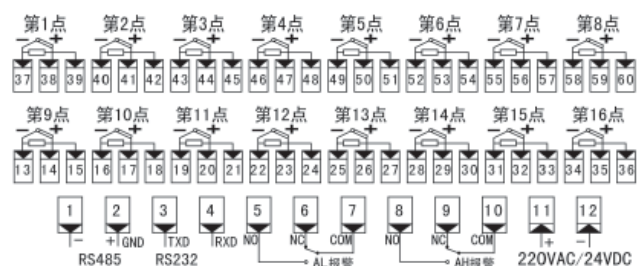 第1点 第2点 第3点 第4点 第5点 第6点 第7点 第8点
− + − + − + − + − + − + − + − +
37 38 39 40 41 42 43 44 45 46 47 48 49 50 51 52 53 54 55 56 57 58 59 60
第9点 第10点 第11点 第12点 第13点 第14点 第15点 第16点
− + − + − + − + − + − + − + − +
13 14 15 16 17 18 19 20 21 22 23 24 25 26 27 28 29 30 31 32 33 34 35 36
1 2 3 4 5 6 7 8 9 10 11 12
− + GND TXD RXD NO NC COM NO NC COM + −
RS485 RS232 AL报警 AH报警 220VAC/24VDC